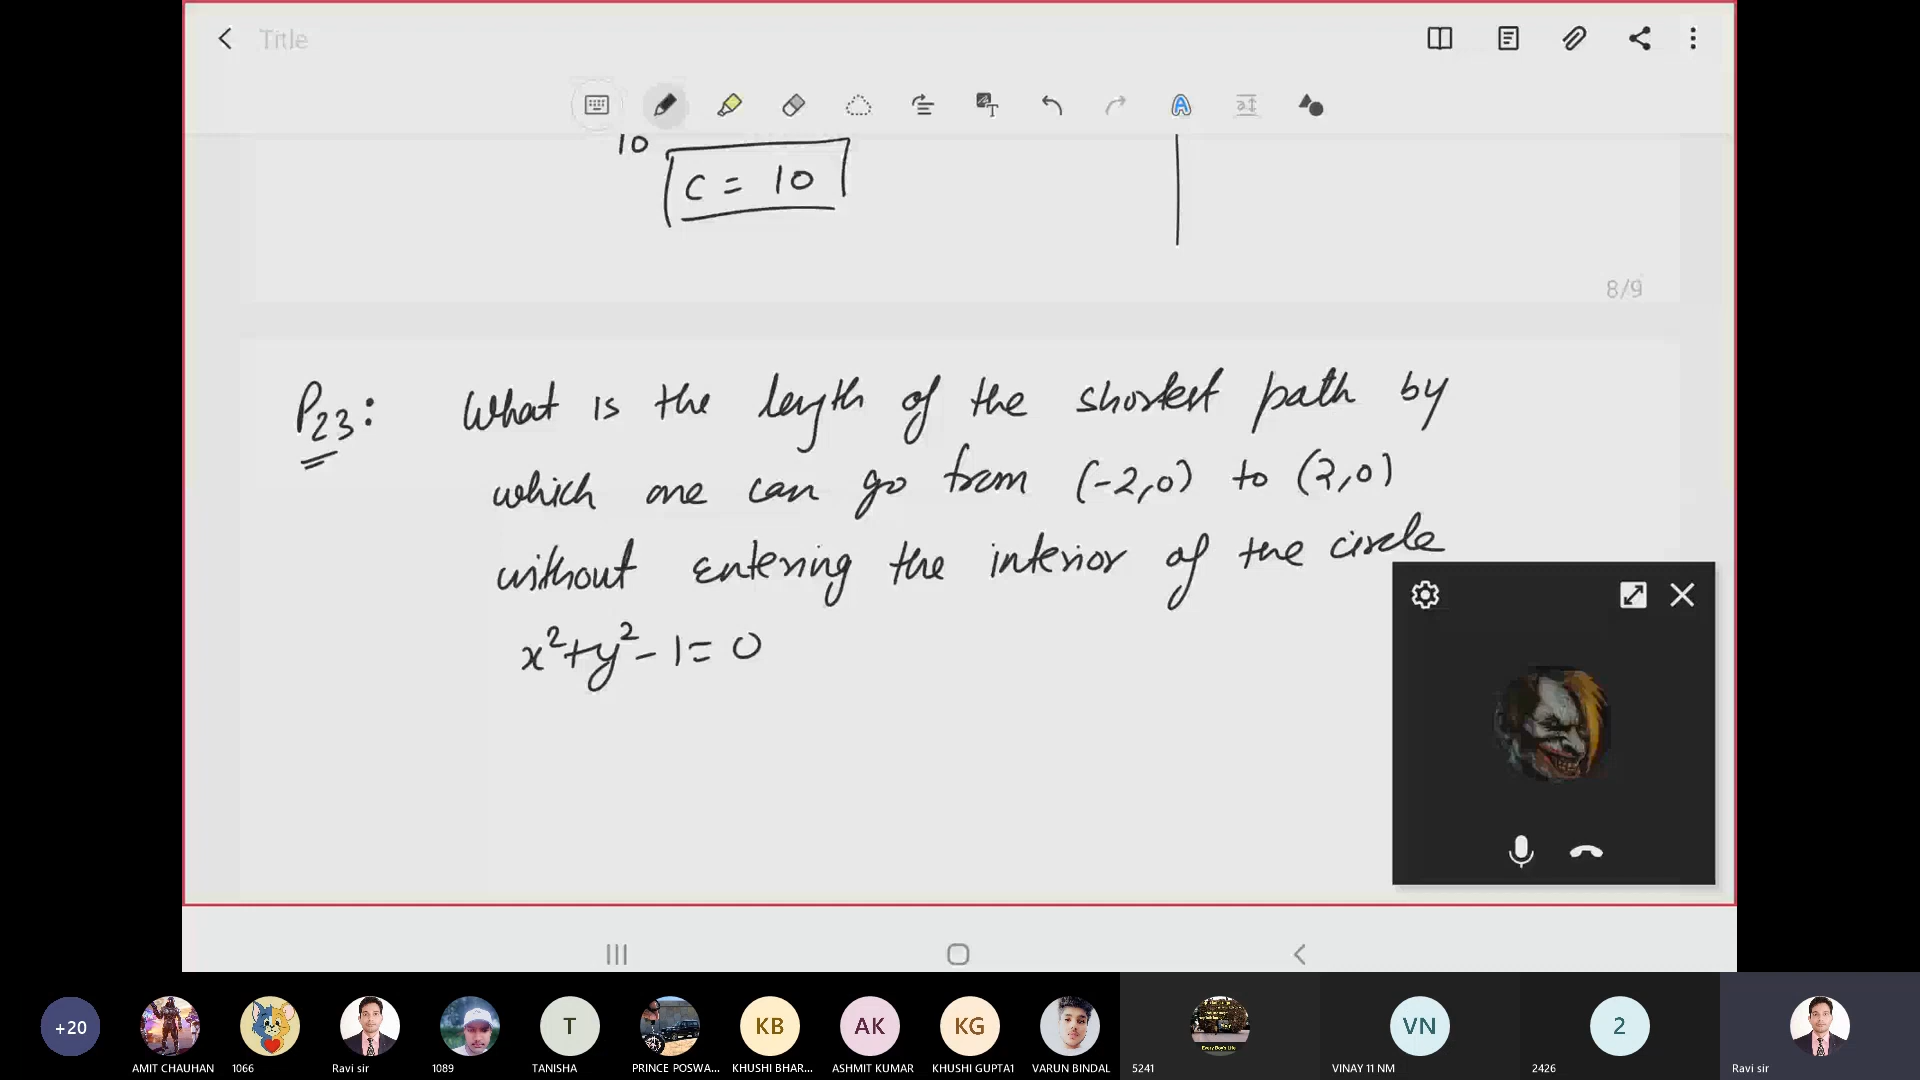 Title
10
c = 10
8/9
P23: What is the length of the shortest path by
which one can go from (-2,0) to (2,0)
without entering the interior of the circle
x²+y²-1=0
+20
T
KB
AK
KG
VN
2
AMIT CHAUHAN
1066
Ravi sir
1089
TANISHA
PRINCE POSWA...
KHUSHI BHAR...
ASHMIT KUMAR
KHUSHI GUPTA1
VARUN BINDAL
5241
VINAY 11 NM
2426
Ravi sir